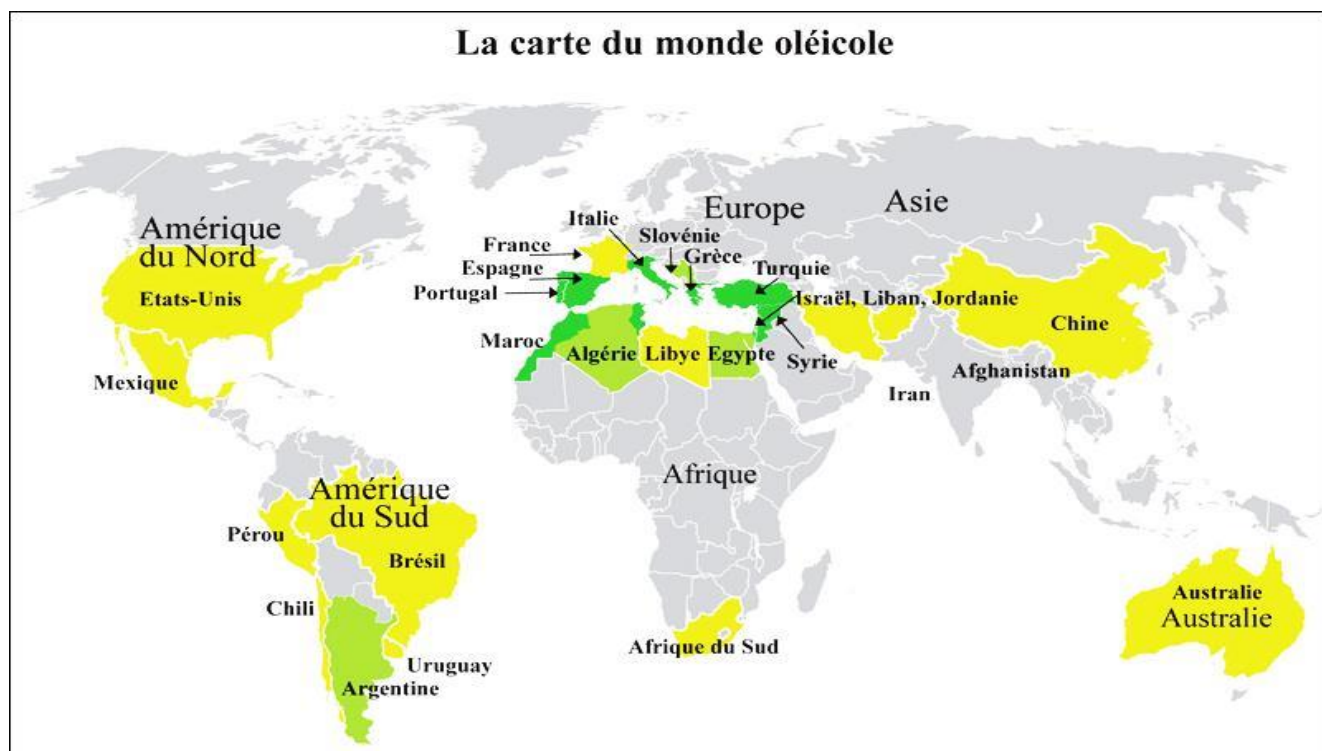 La carte du monde oléicole
Amérique
du Nord
Etats-Unis
Mexique
Italie
France
Espagne
Portugal
Maroc
Europe
Slovénie
Grèce
Turquie
Asie
Israël, Liban, Jordanie
Chine
Algérie
Libye
Egypte
Syrie
Afghanistan
Iran
Afrique
Amérique
du Sud
Pérou
Brésil
Chili
Uruguay
Argentine
Afrique du Sud
Australie
Australie